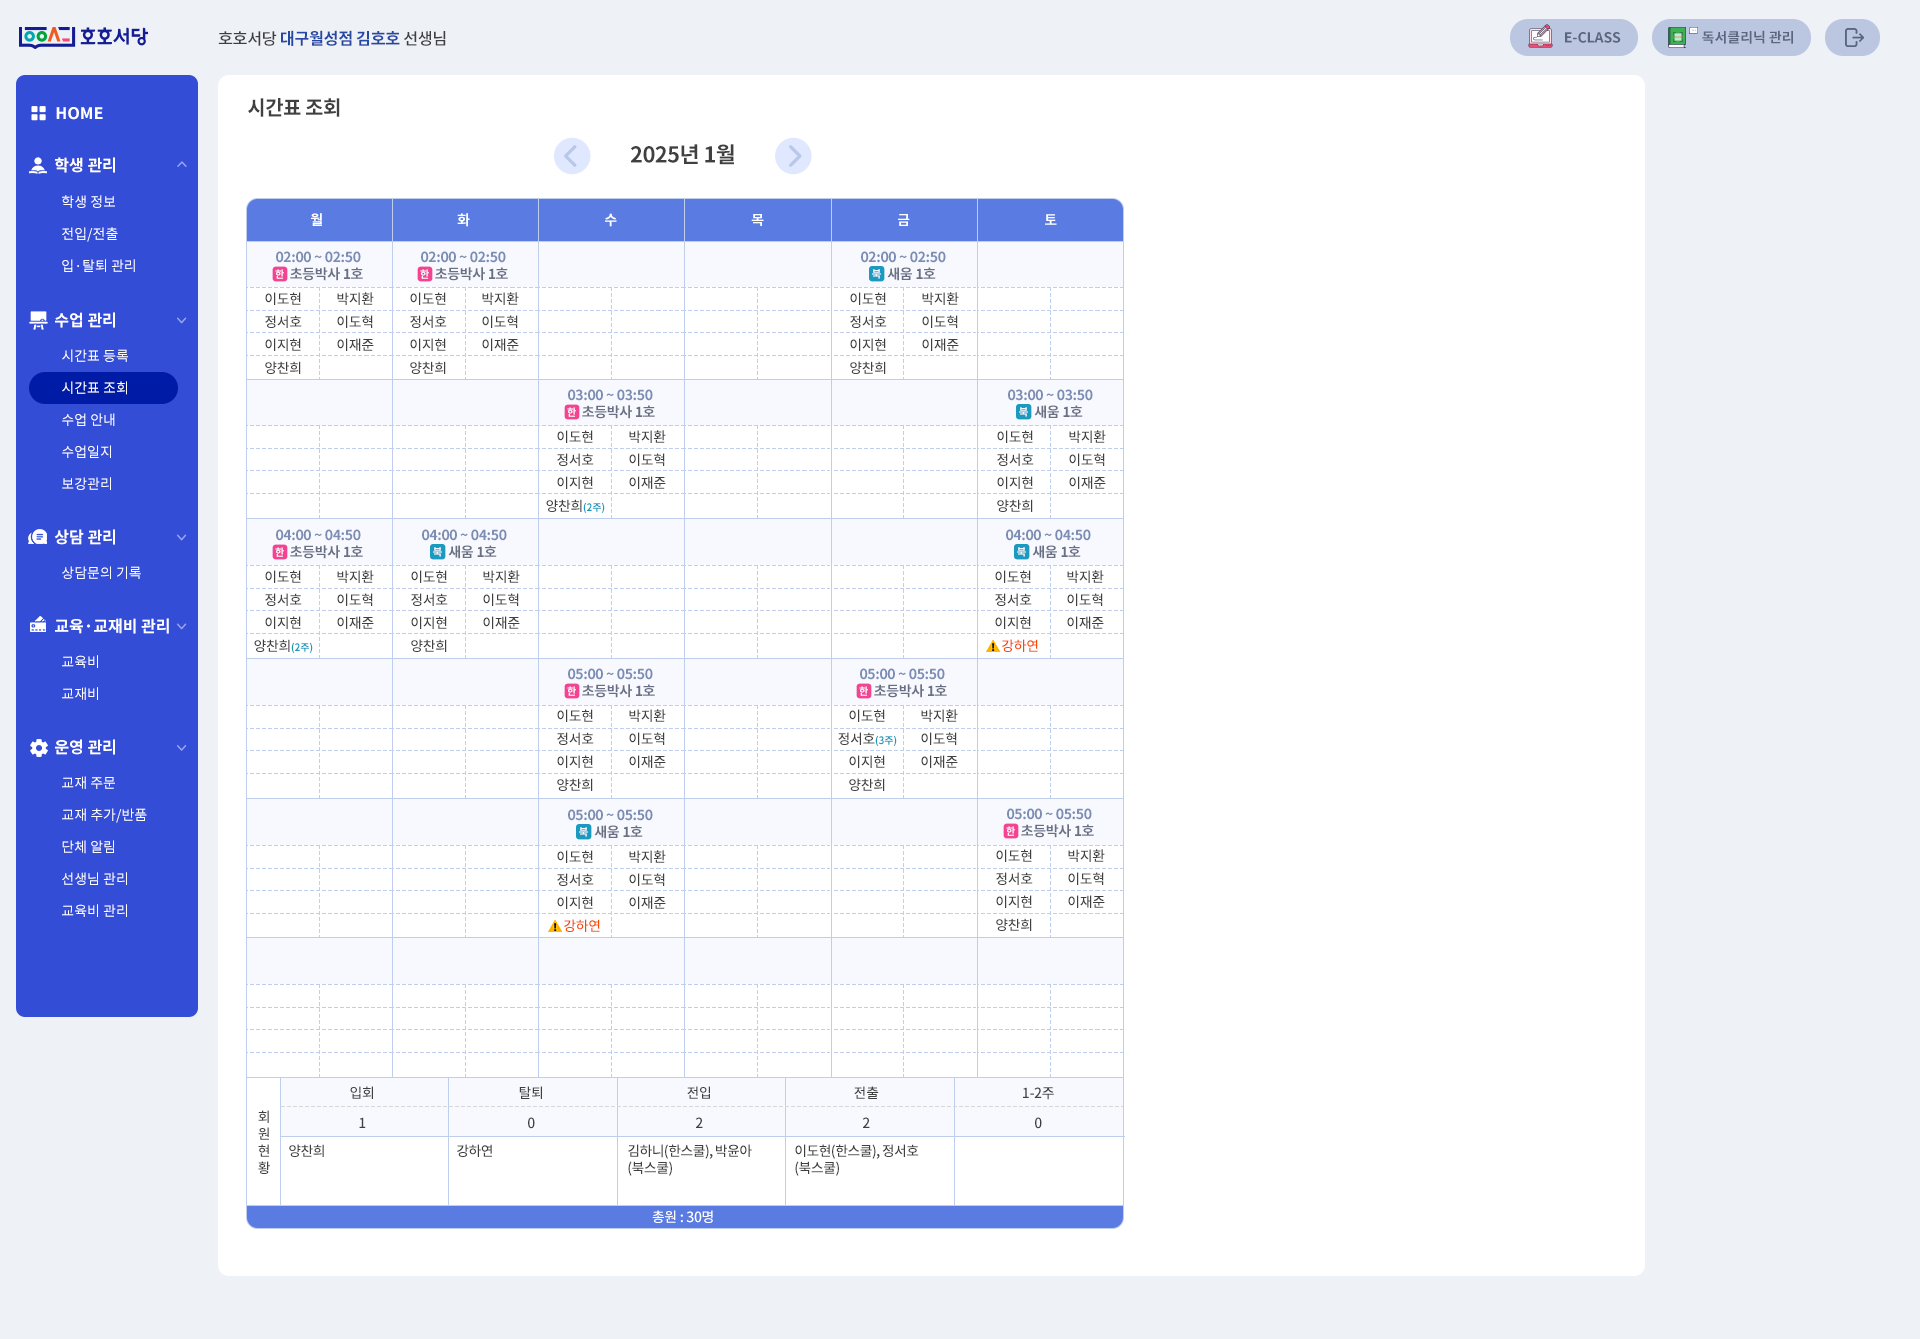 호호서당
호호서당 대구월성점 김호호 선생님
E-CLASS
독서클리닉 관리
HOME
학생 관리
학생 정보
전입/전출
입·탈퇴 관리
수업 관리
시간표 등록
시간표 조회
수업 안내
수업일지
보강관리
상담 관리
상담문의 기록
교육·교재비 관리
교육비
교재비
운영 관리
교재 주문
교재 추가/반품
단체 알림
선생님 관리
교육비 관리
시간표 조회
2025년 1월
월 화 수 목 금 토
02:00 ~ 02:50 02:00 ~ 02:50 02:00 ~ 02:50
한 초등박사 1호 한 초등박사 1호 북 새움 1호
이도현 박지환 이도현 박지환 이도현 박지환
정서호 이도혁 정서호 이도혁 정서호 이도혁
이지현 이재준 이지현 이재준 이지현 이재준
양찬희 양찬희 양찬희
03:00 ~ 03:50 03:00 ~ 03:50
한 초등박사 1호 북 새움 1호
이도현 박지환 이도현 박지환
정서호 이도혁 정서호 이도혁
이지현 이재준 이지현 이재준
양찬희(2주) 양찬희
04:00 ~ 04:50 04:00 ~ 04:50 04:00 ~ 04:50
한 초등박사 1호 북 새움 1호 북 새움 1호
이도현 박지환 이도현 박지환 이도현 박지환
정서호 이도혁 정서호 이도혁 정서호 이도혁
이지현 이재준 이지현 이재준 이지현 이재준
양찬희(2주) 양찬희 강하연
05:00 ~ 05:50 05:00 ~ 05:50
한 초등박사 1호 한 초등박사 1호
이도현 박지환 이도현 박지환
정서호 이도혁 정서호(3주) 이도혁
이지현 이재준 이지현 이재준
양찬희 양찬희
05:00 ~ 05:50 05:00 ~ 05:50
북 새움 1호 한 초등박사 1호
이도현 박지환 이도현 박지환
정서호 이도혁 정서호 이도혁
이지현 이재준 이지현 이재준
강하연 양찬희
회원현황
입회 탈퇴 전입 전출 1-2주
1 0 2 2 0
양찬희 강하연 김하니(한스쿨), 박윤아 이도현(한스쿨), 정서호
(북스쿨) (북스쿨)
총원 : 30명